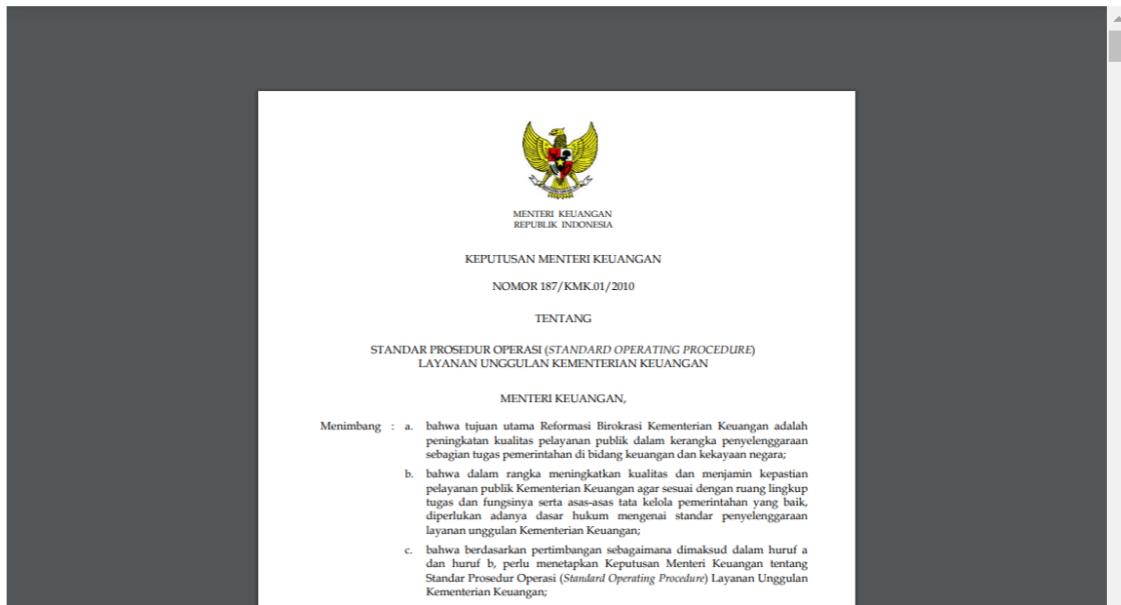 MENTERI KEUANGAN
REPUBLIK INDONESIA
KEPUTUSAN MENTERI KEUANGAN
NOMOR 187/KMK.01/2010
TENTANG
STANDAR PROSEDUR OPERASI (STANDARD OPERATING PROCEDURE)
LAYANAN UNGGULAN KEMENTERIAN KEUANGAN
MENTERI KEUANGAN,
Menimbang : a. bahwa tujuan utama Reformasi Birokrasi Kementerian Keuangan adalah
peningkatan kualitas pelayanan publik dalam kerangka penyelenggaraan
sebagian tugas pemerintahan di bidang keuangan dan kekayaan negara;
b. bahwa dalam rangka meningkatkan kualitas dan menjamin kepastian
pelayanan publik Kementerian Keuangan agar sesuai dengan ruang lingkup
tugas dan fungsinya serta asas-asas tata kelola pemerintahan yang baik,
diperlukan adanya dasar hukum mengenai standar penyelenggaraan
layanan unggulan Kementerian Keuangan;
c. bahwa berdasarkan pertimbangan sebagaimana dimaksud dalam huruf a
dan huruf b, perlu menetapkan Keputusan Menteri Keuangan tentang
Standar Prosedur Operasi (Standard Operating Procedure) Layanan Unggulan
Kementerian Keuangan;